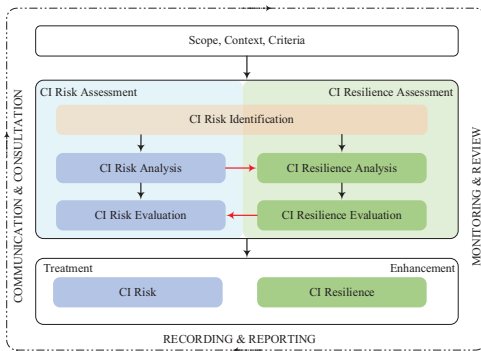 Scope, Context, Criteria
CI Risk Assessment
CI Resilience Assessment
CI Risk Identification
CI Risk Analysis
CI Resilience Analysis
CI Risk Evaluation
CI Resilience Evaluation
Treatment
Enhancement
CI Risk
CI Resilience
COMMUNICATION & CONSULTATION
MONITORING & REVIEW
RECORDING & REPORTING